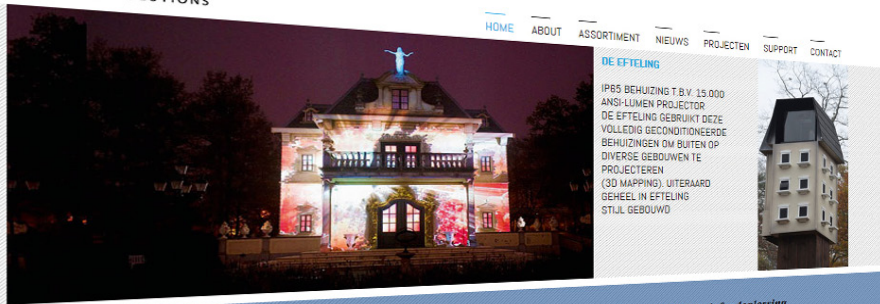 HOME ABOUT ASSORTIMENT NIEUWS PROJECTEN SUPPORT CONTACT
DE EFTELING
IP65 BEHUIZING T.B.V. 15.000
ANSI-LUMEN PROJECTOR
DE EFTELING GEBRUIKT DEZE
VOLLEDIG GECONDITIONEERDE
BEHUIZINGEN OM BUITEN OP
DIVERSE GEBOUWEN TE
PROJECTEREN
(3D MAPPING). UITERAARD
GEHEEL IN EFTELING
STIJL GEBOUWD